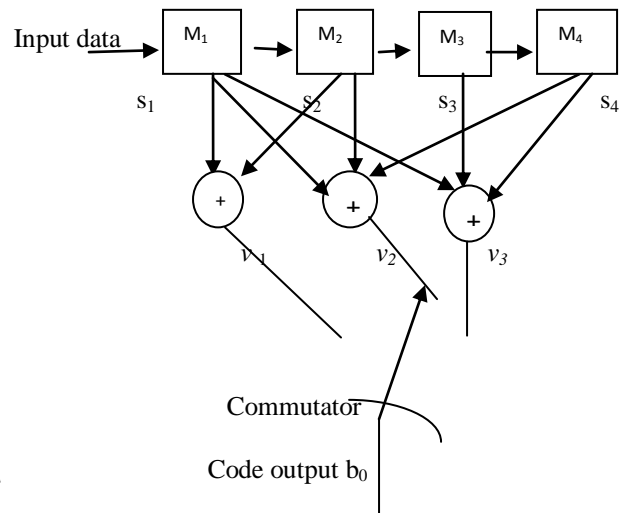 Input data M₁ M₂ M₃ M₄
s₁ s₂ s₃ s₄
+ + +
v₁ v₂ v₃
Commutator
Code output b₀